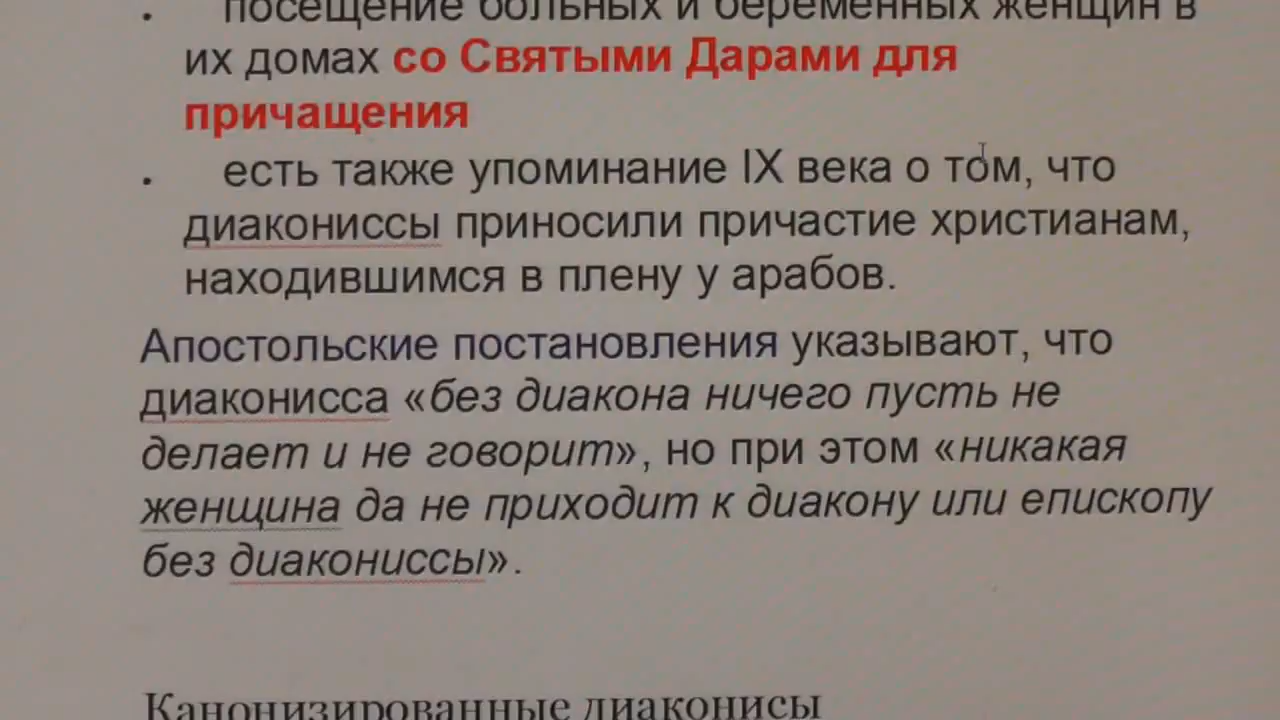 • посещение больных и беременных женщин в
их домах со Святыми Дарами для
причащения
• есть также упоминание IX века о том, что
диакониссы приносили причастие христианам,
находившимся в плену у арабов.
Апостольские постановления указывают, что
диаконисса «без диакона ничего пусть не
делает и не говорит», но при этом «никакая
женщина да не приходит к диакону или епископу
без диакониссы».
Канонизированные диаконисы